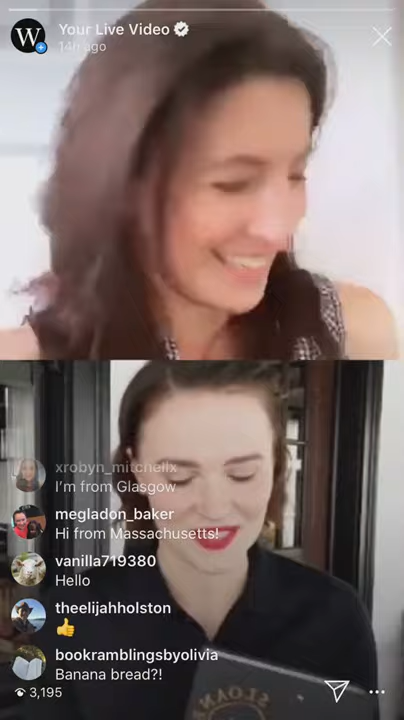 W
Your Live Video
14h ago
xrobyn_mitchellx
I'm from Glasgow
megladon_baker
Hi from Massachusetts!
vanilla719380
Hello
theelijahholston
👍
bookramblingsbyolivia
Banana bread?!
3,195
SLOAN